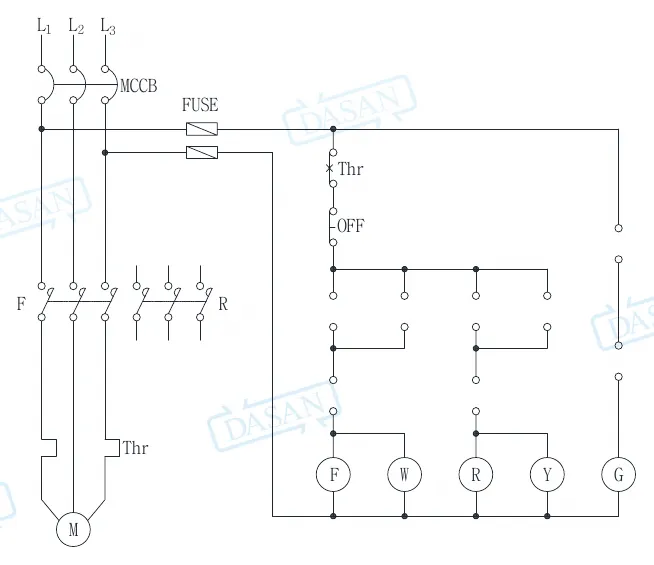 L1 L2 L3
MCCB
FUSE
DASAN
Thr
DASAN
OFF
F
R
DASAN
DASAN
Thr
F
W
R
Y
G
M